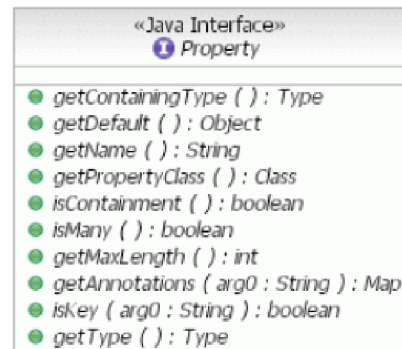 «Java Interface»
Property
getContainingType ( ) : Type
getDefault ( ) : Object
getName ( ) : String
getPropertyClass ( ) : Class
isContainment ( ) : boolean
isMany ( ) : boolean
getMaxLength ( ) : int
getAnnotations ( arg0 : String ) : Map
isKey ( arg0 : String ) : boolean
getType ( ) : Type